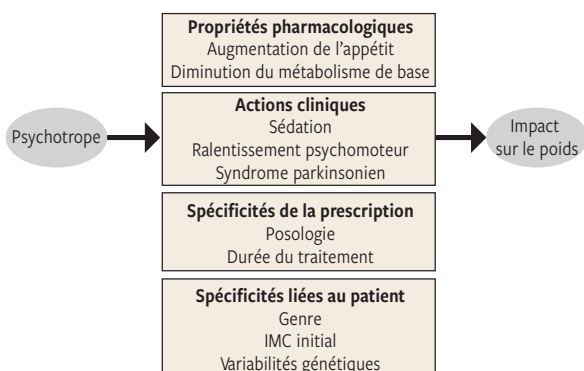 Propriétés pharmacologiques
Augmentation de l'appétit
Diminution du métabolisme de base
Psychotrope
Actions cliniques
Sédation
Ralentissement psychomoteur
Syndrome parkinsonien
Impact
sur le poids
Spécificités de la prescription
Posologie
Durée du traitement
Spécificités liées au patient
Genre
IMC initial
Variabilités génétiques